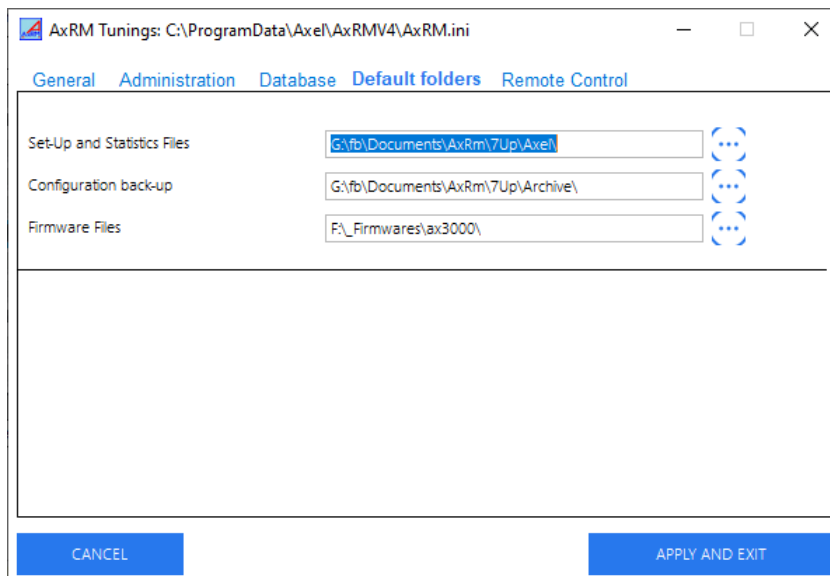 AxRM Tunings: C:\ProgramData\Axel\AxRMV4\AxRM.ini
General Administration Database Default folders Remote Control
Set-Up and Statistics Files G:\fb\Documents\AxRm\7Up\Axel\
Configuration back-up G:\fb\Documents\AxRm\7Up\Archive\
Firmware Files F:\_Firmwares\ax3000\
CANCEL APPLY AND EXIT